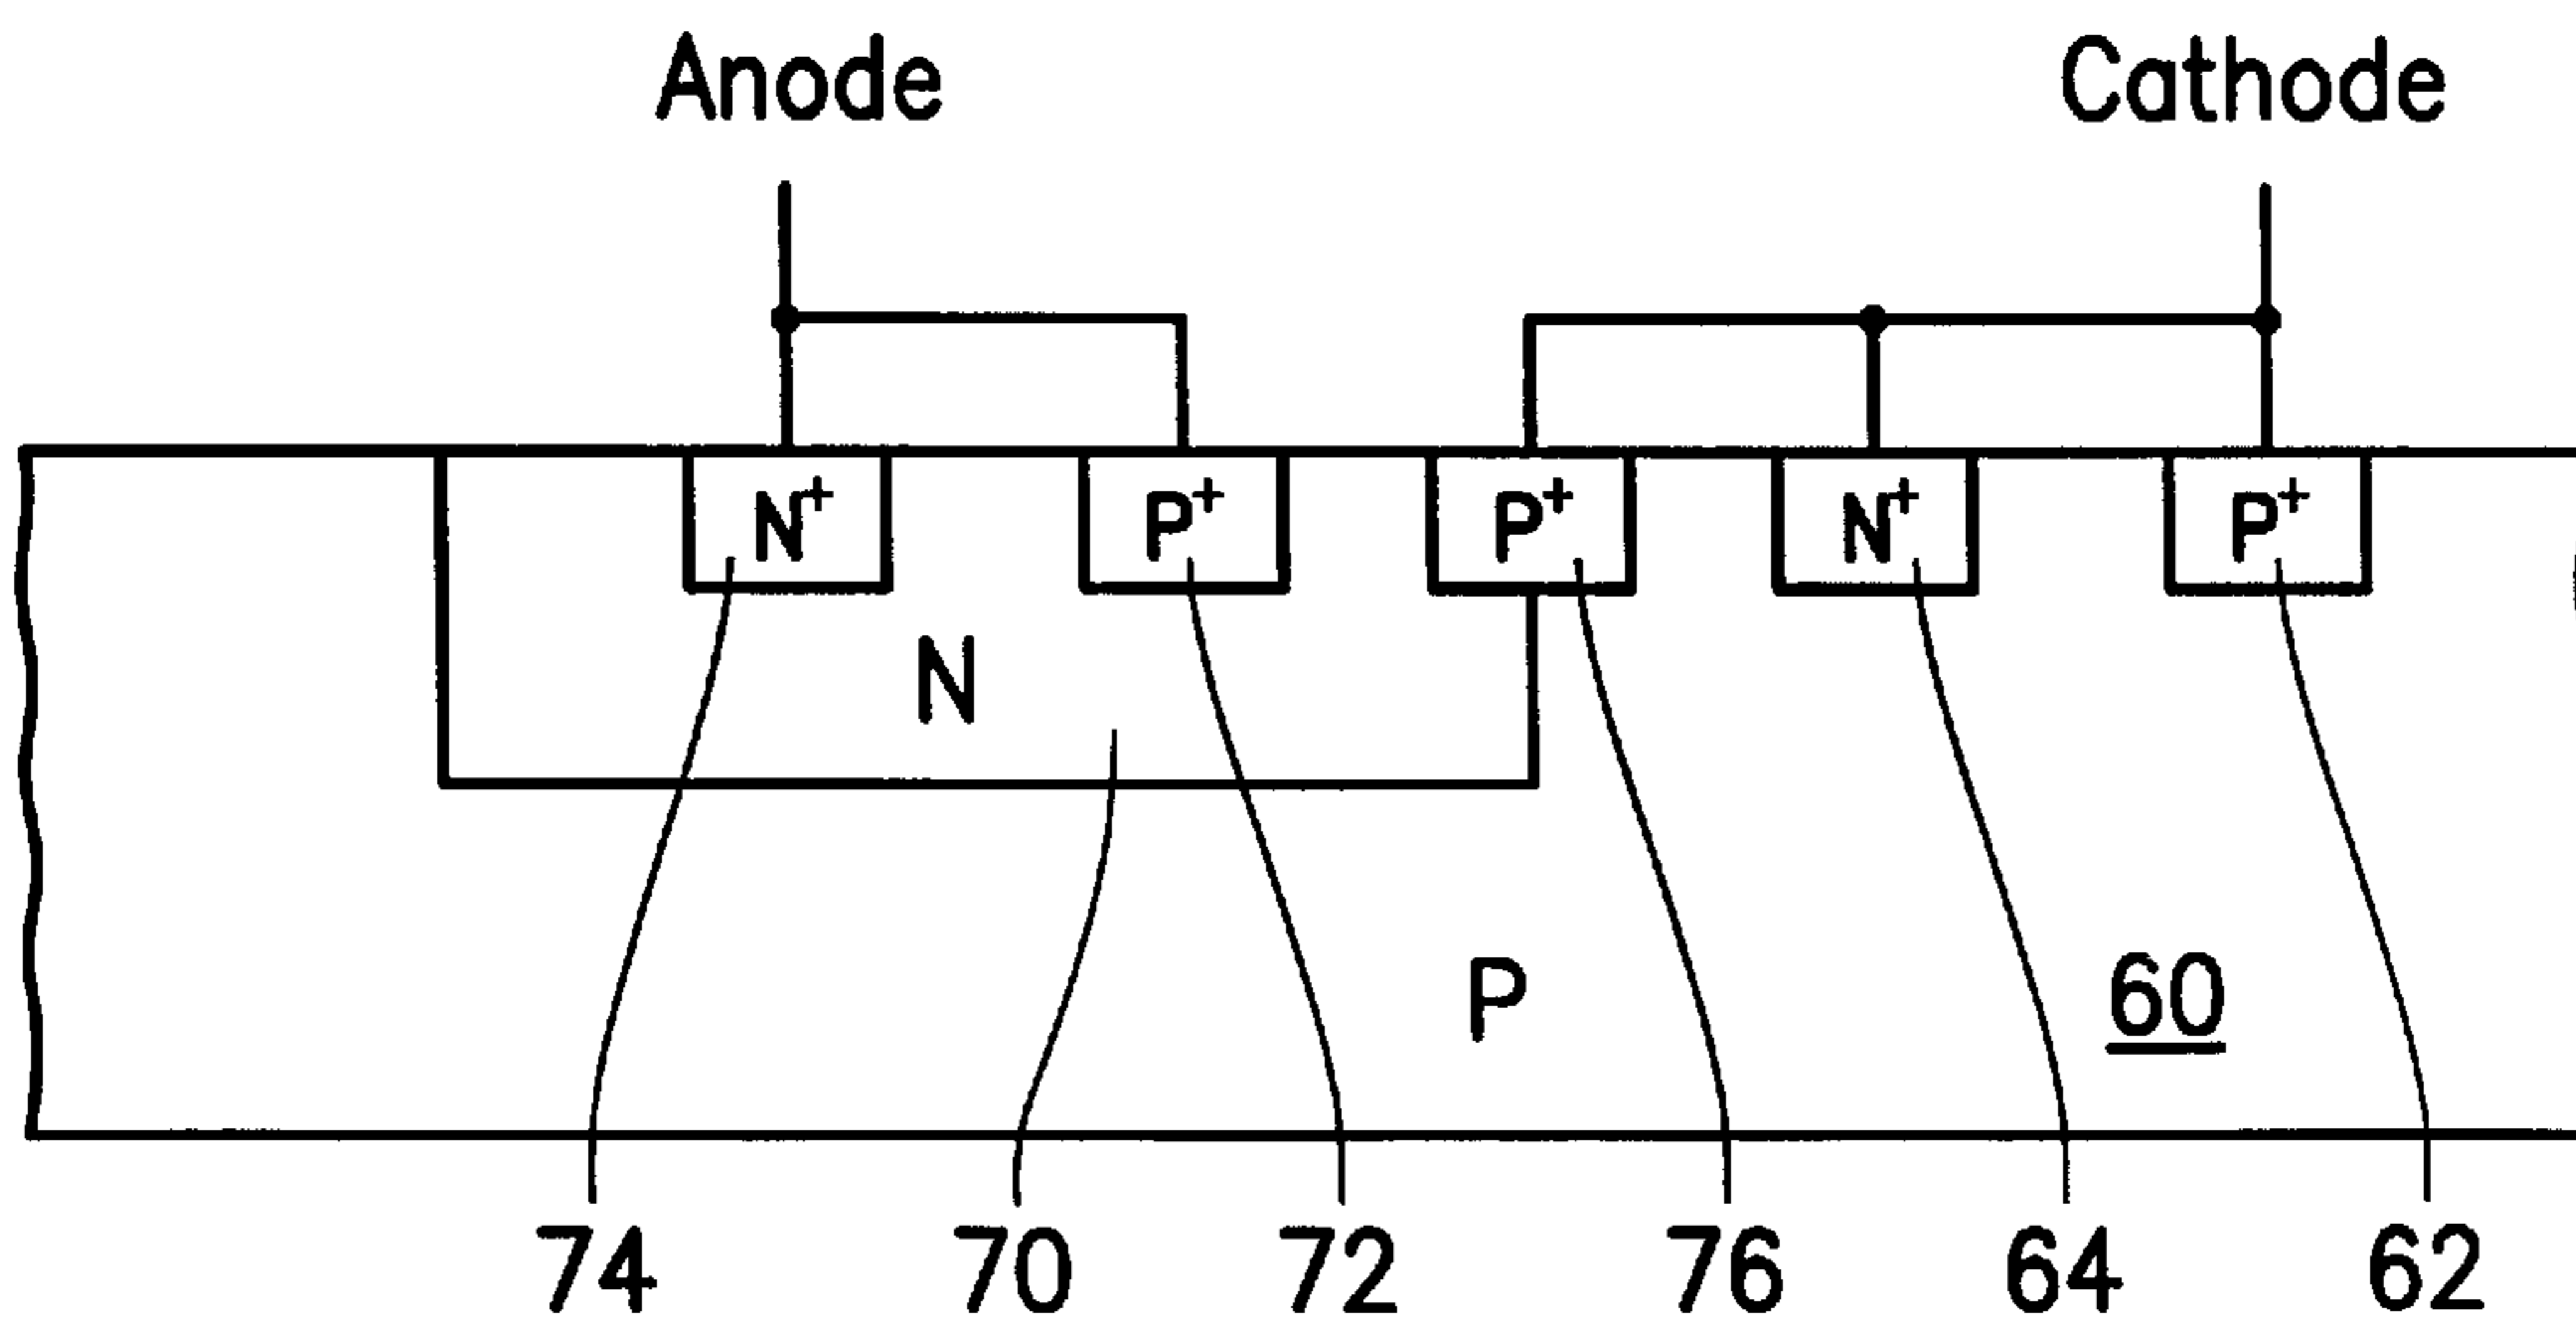 Anode Cathode
N+ P+ P+ N+ P+
N
P 60
74 70 72 76 64 62